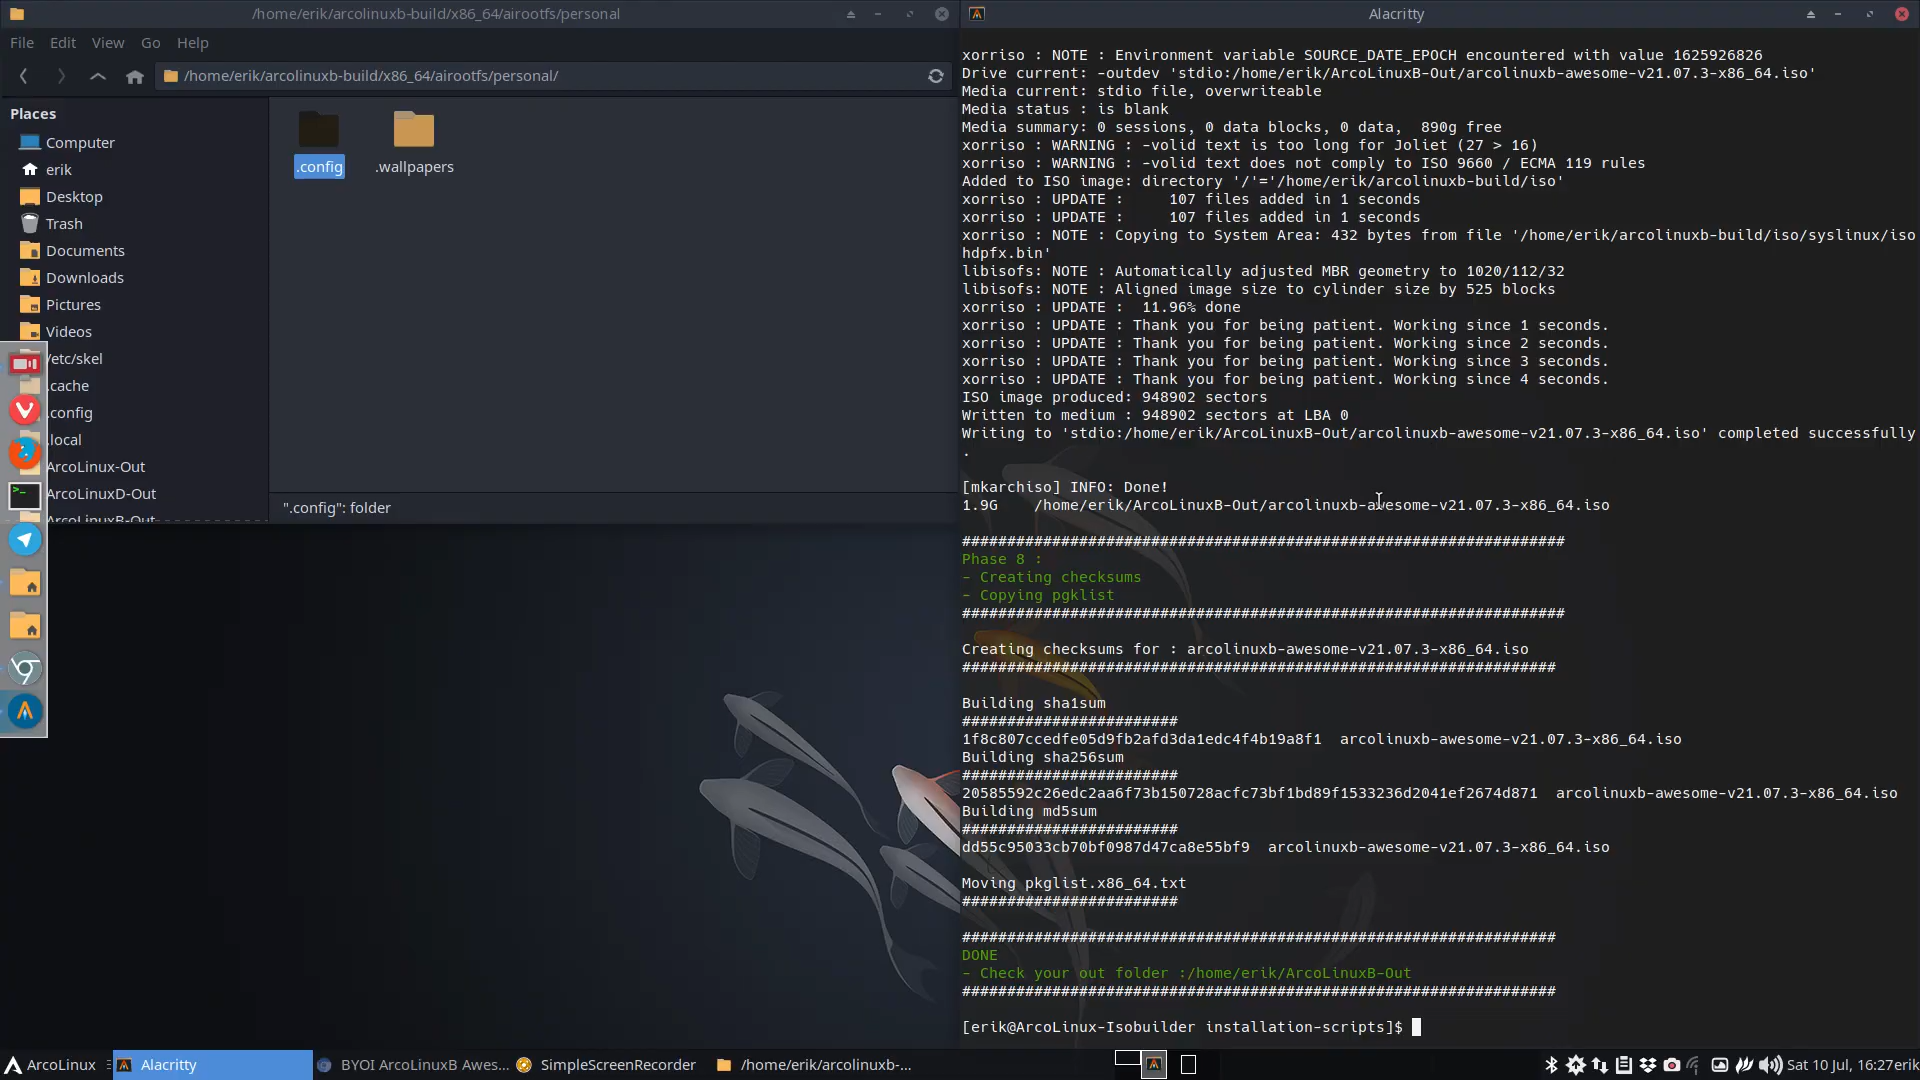 /home/erik/arcolinuxb-build/x86_64/airootfs/personal
File Edit View Go Help
/home/erik/arcolinuxb-build/x86_64/airootfs/personal/
Places
Computer
erik
Desktop
Trash
Documents
Downloads
Pictures
Videos
/etc/skel
.cache
.config
.local
ArcoLinux-Out
ArcoLinuxD-Out
ArcoLinuxB-Out
.config
.wallpapers
".config": folder
Alacritty
xorriso : NOTE : Environment variable SOURCE_DATE_EPOCH encountered with value 1625926826
Drive current: -outdev 'stdio:/home/erik/ArcoLinuxB-Out/arcolinuxb-awesome-v21.07.3-x86_64.iso'
Media current: stdio file, overwriteable
Media status : is blank
Media summary: 0 sessions, 0 data blocks, 0 data,  890g free
xorriso : WARNING : -volid text is too long for Joliet (27 > 16)
xorriso : WARNING : -volid text does not comply to ISO 9660 / ECMA 119 rules
Added to ISO image: directory '/'='/home/erik/arcolinuxb-build/iso'
xorriso : UPDATE :     107 files added in 1 seconds
xorriso : UPDATE :     107 files added in 1 seconds
xorriso : NOTE : Copying to System Area: 432 bytes from file '/home/erik/arcolinuxb-build/iso/syslinux/iso
hdpfx.bin'
libisofs: NOTE : Automatically adjusted MBR geometry to 1020/112/32
libisofs: NOTE : Aligned image size to cylinder size by 525 blocks
xorriso : UPDATE :  11.96% done
xorriso : UPDATE : Thank you for being patient. Working since 1 seconds.
xorriso : UPDATE : Thank you for being patient. Working since 2 seconds.
xorriso : UPDATE : Thank you for being patient. Working since 3 seconds.
xorriso : UPDATE : Thank you for being patient. Working since 4 seconds.
ISO image produced: 948902 sectors
Written to medium : 948902 sectors at LBA 0
Writing to 'stdio:/home/erik/ArcoLinuxB-Out/arcolinuxb-awesome-v21.07.3-x86_64.iso' completed successfully
.
[mkarchiso] INFO: Done!
1.9G    /home/erik/ArcoLinuxB-Out/arcolinuxb-awesome-v21.07.3-x86_64.iso
###################################################################
Phase 8 :
- Creating checksums
- Copying pgklist
###################################################################
Creating checksums for : arcolinuxb-awesome-v21.07.3-x86_64.iso
##################################################################
Building sha1sum
########################
1f8c807ccedfe05d9fb2afd3da1edc4f4b19a8f1  arcolinuxb-awesome-v21.07.3-x86_64.iso
Building sha256sum
########################
20585592c26edc2aa6f73b150728acfc73bf1bd89f1533236d2041ef2674d871  arcolinuxb-awesome-v21.07.3-x86_64.iso
Building md5sum
########################
dd55c95033cb70bf0987d47ca8e55bf9  arcolinuxb-awesome-v21.07.3-x86_64.iso
Moving pkglist.x86_64.txt
########################
##################################################################
DONE
- Check your out folder :/home/erik/ArcoLinuxB-Out
##################################################################
[erik@ArcoLinux-Isobuilder installation-scripts]$
ArcoLinux Alacritty BYOI ArcoLinuxB Awes... SimpleScreenRecorder /home/erik/arcolinuxb-... Sat 10 Jul, 16:27 erik